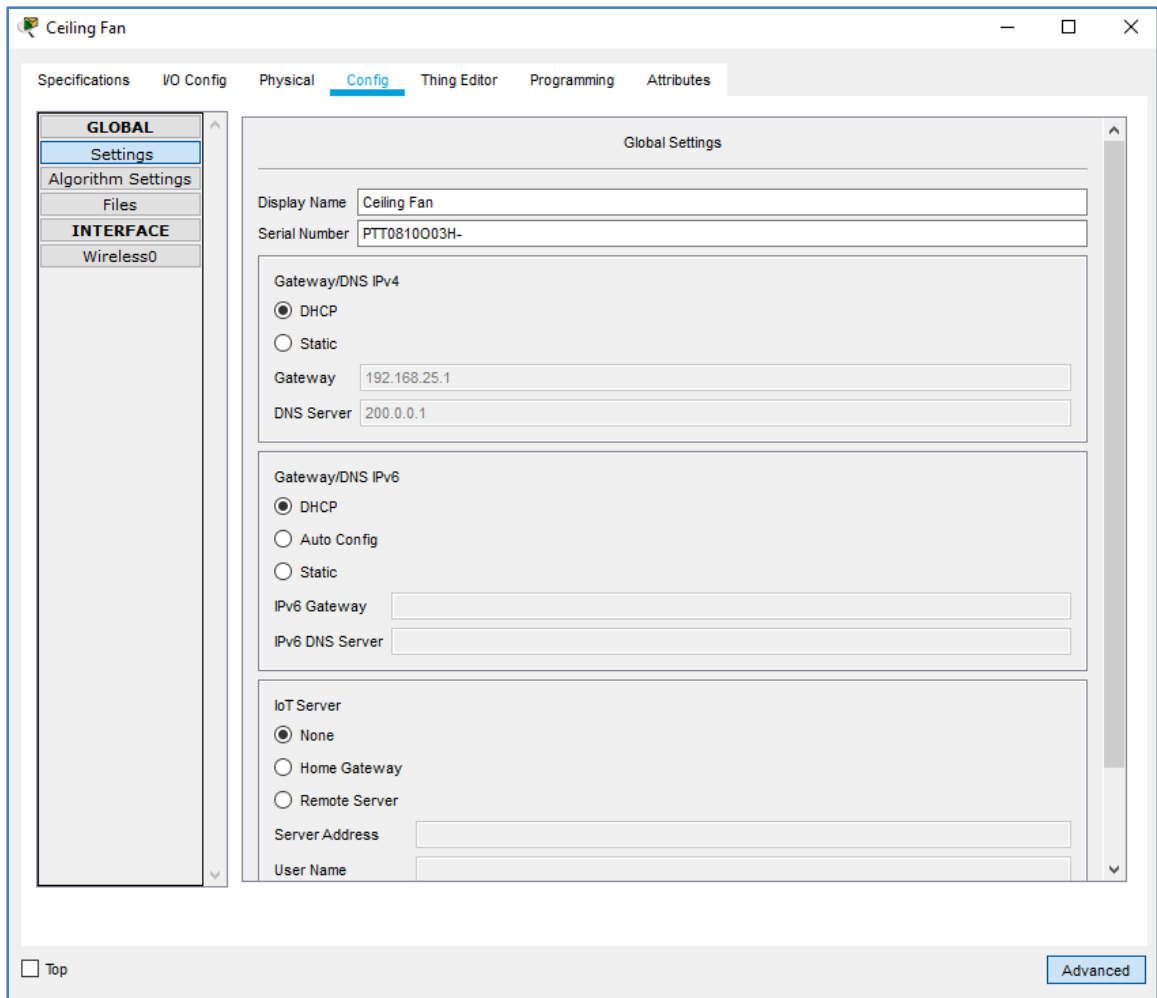 Ceiling Fan
Specifications I/O Config Physical Config Thing Editor Programming Attributes
GLOBAL
Settings
Algorithm Settings
Files
INTERFACE
Wireless0
Global Settings
Display Name Ceiling Fan
Serial Number PTT0810O03H-
Gateway/DNS IPv4
DHCP
Static
Gateway 192.168.25.1
DNS Server 200.0.0.1
Gateway/DNS IPv6
DHCP
Auto Config
Static
IPv6 Gateway
IPv6 DNS Server
IoT Server
None
Home Gateway
Remote Server
Server Address
User Name
Top
Advanced